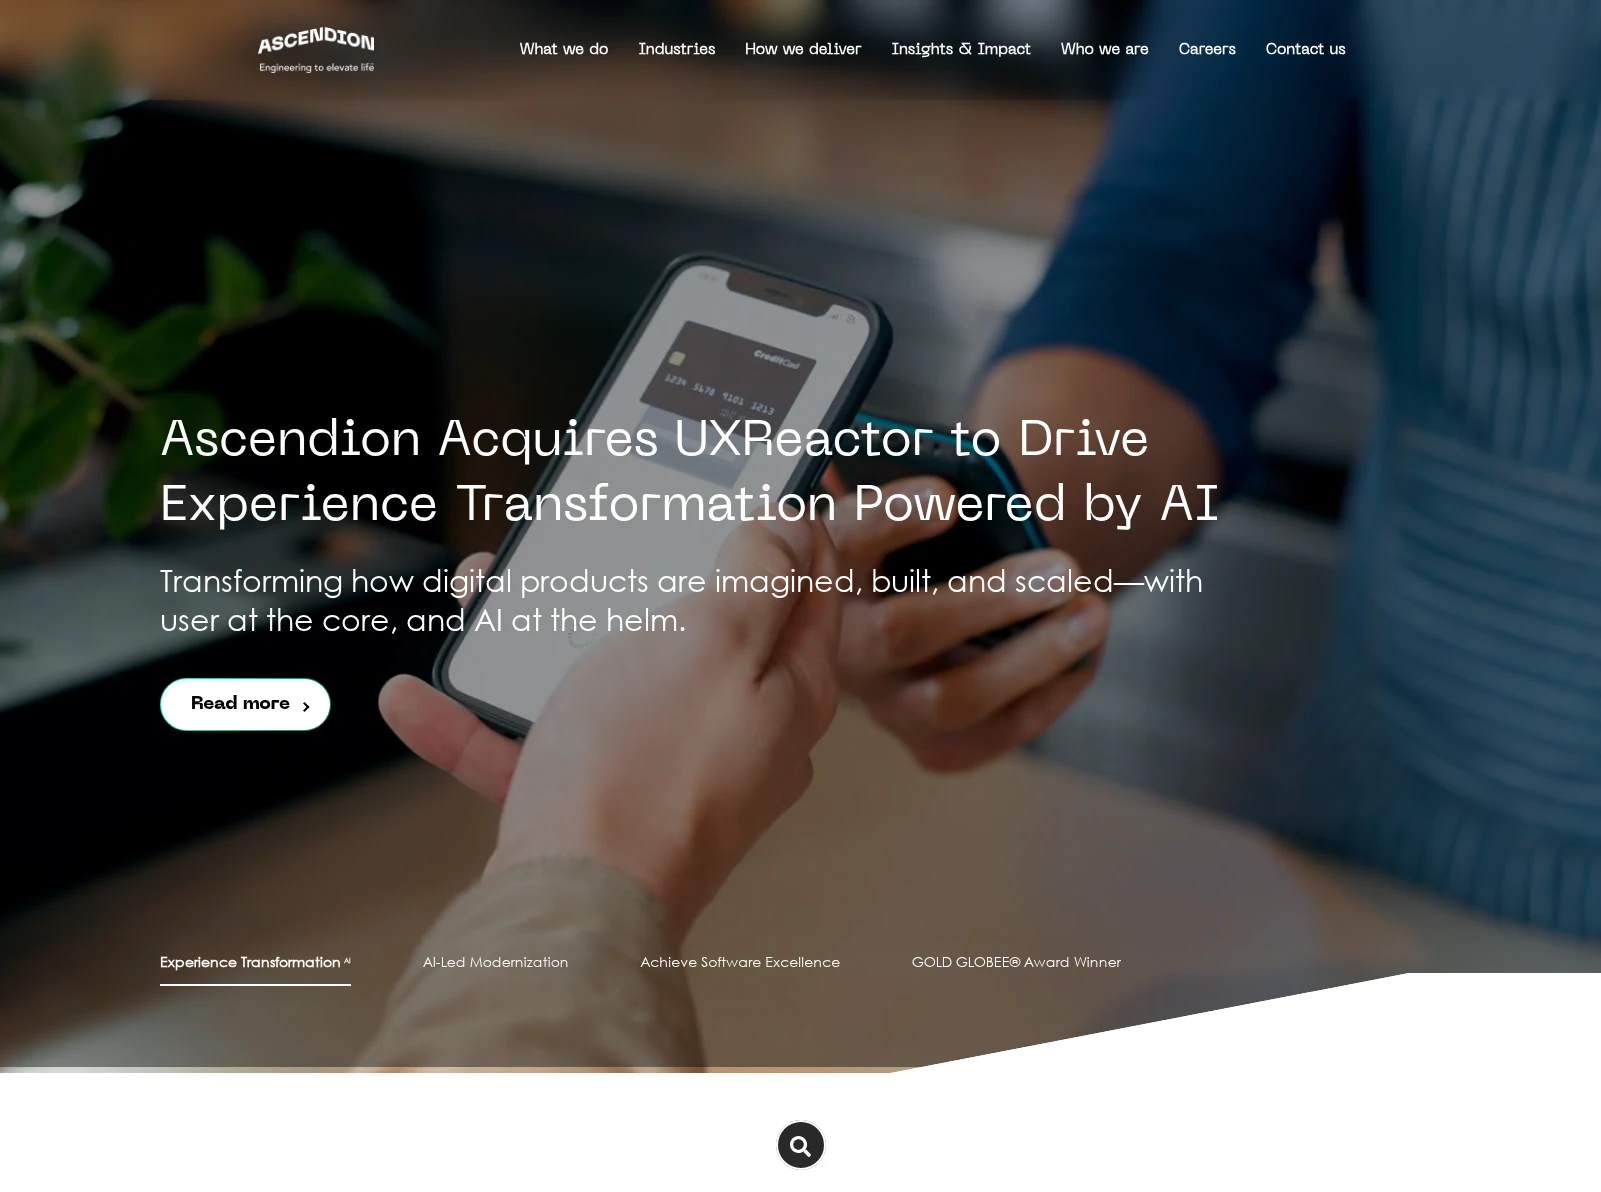 ASCENDION
Engineering to elevate life
What we do
Industries
How we deliver
Insights & Impact
Who we are
Careers
Contact us
CreditCard
1234 5678 9101 1213
Ascendion Acquires UXReactor to Drive
Experience Transformation Powered by AI
Transforming how digital products are imagined, built, and scaled—with
user at the core, and AI at the helm.
Read more
Experience Transformation AI
AI-Led Modernization
Achieve Software Excellence
GOLD GLOBEE® Award Winner